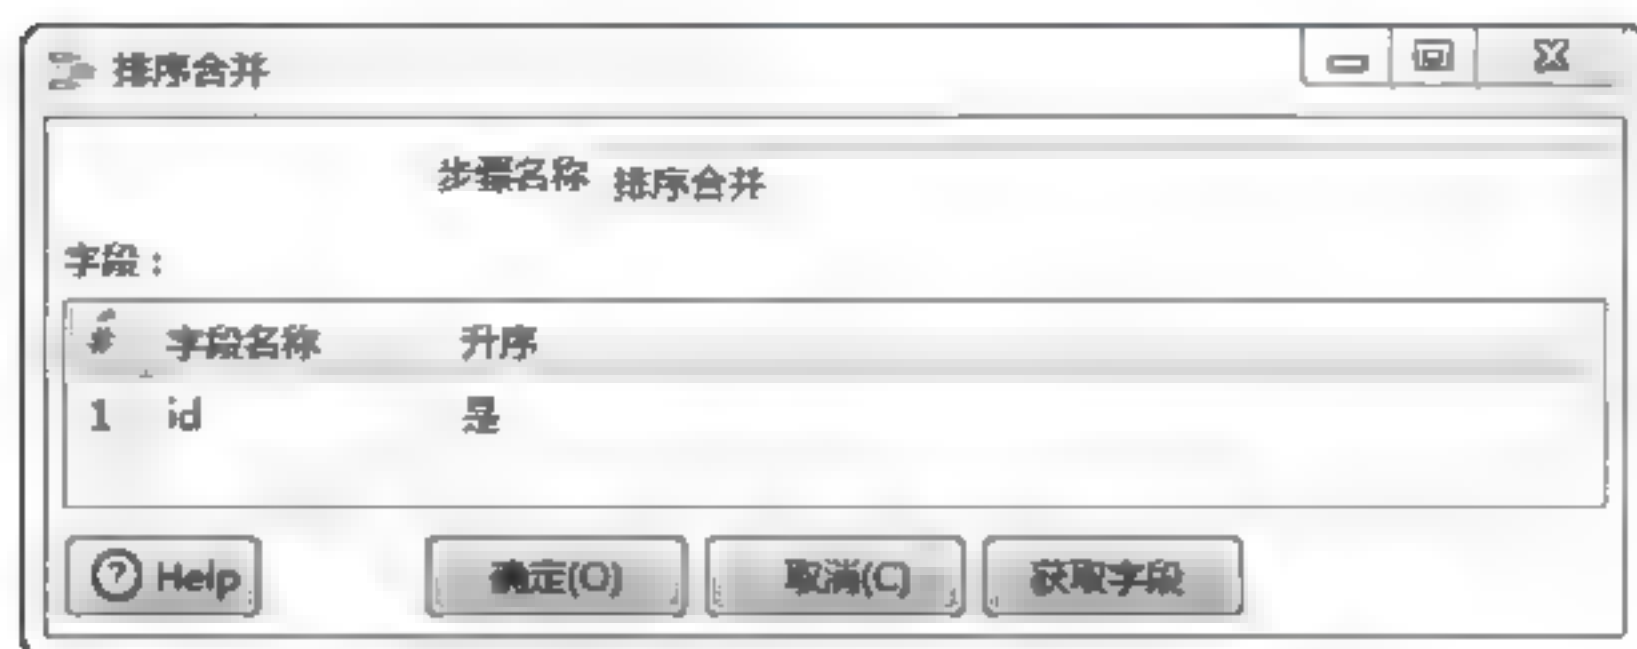 排序合并
步骤名称 排序合并
字段：
# 字段名称 升序
1 id 是
Help 确定(O) 取消(C) 获取字段